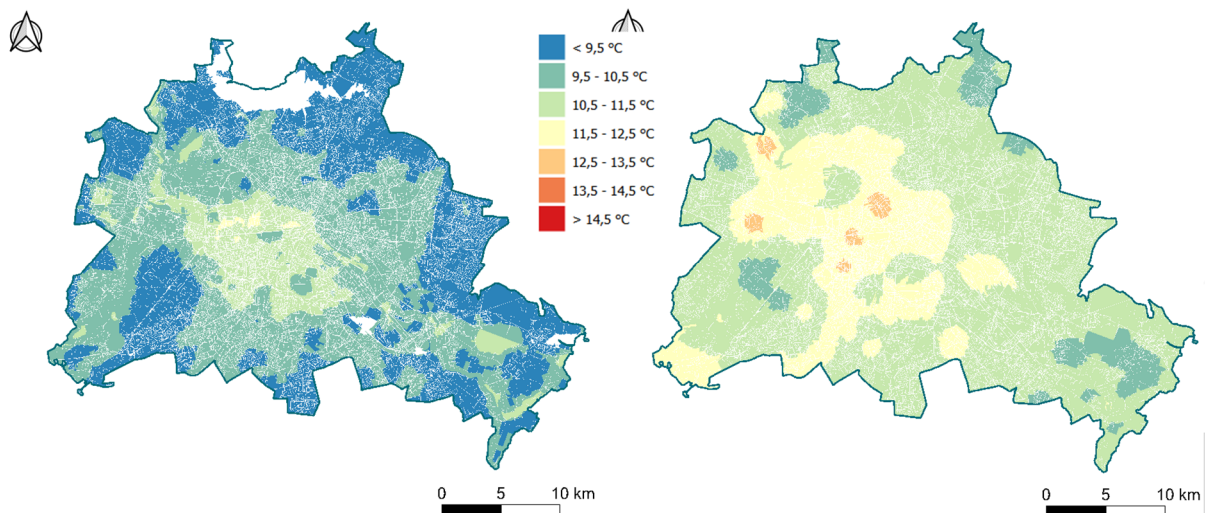 < 9,5 °C
9,5 - 10,5 °C
10,5 - 11,5 °C
11,5 - 12,5 °C
12,5 - 13,5 °C
13,5 - 14,5 °C
> 14,5 °C
0 5 10 km
0 5 10 km